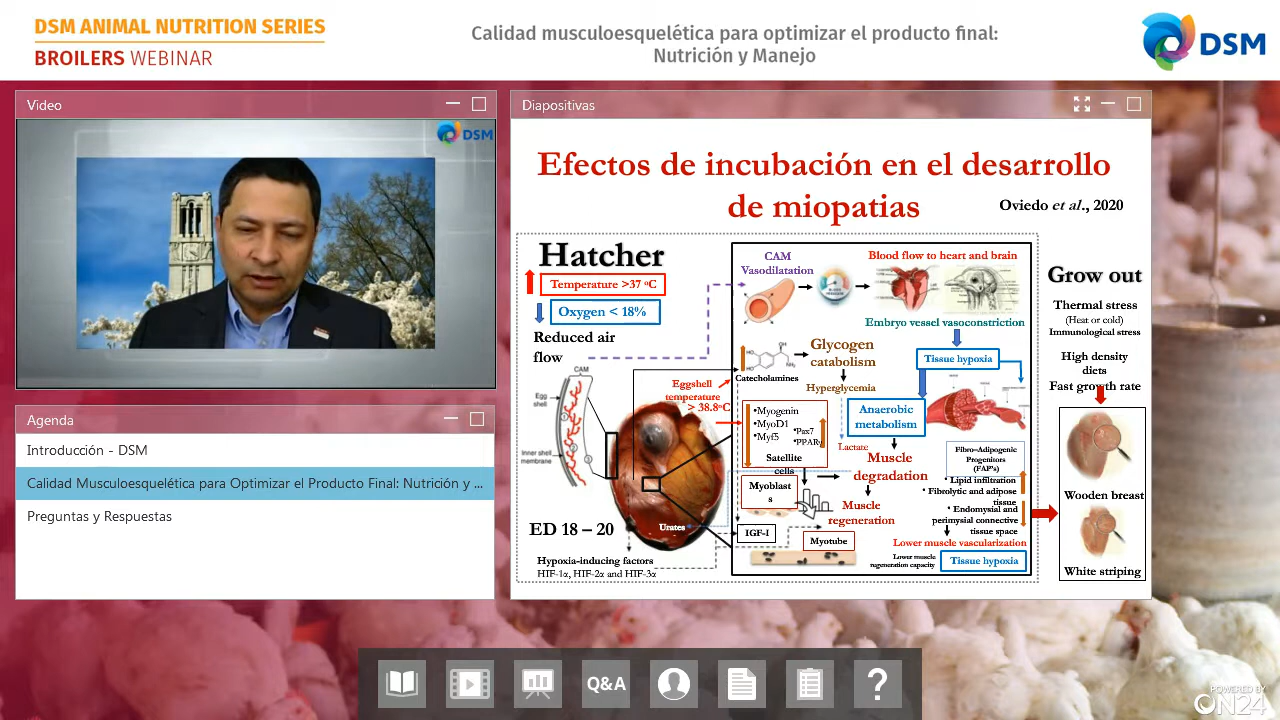 DSM ANIMAL NUTRITION SERIES
BROILERS WEBINAR
Calidad musculoesquelética para optimizar el producto final:
Nutrición y Manejo
DSM
Video
DSM
Agenda
Introducción - DSM
Calidad Musculoesquelética para Optimizar el Producto Final: Nutrición y ...
Preguntas y Respuestas
Diapositivas
Efectos de incubación en el desarrollo
de miopatias
Oviedo et al., 2020
Hatcher
Temperature >37 °C
Oxygen < 18%
Reduced air
flow
CAM
Egg
shell
Inner shell
membrane
ED 18 – 20
Hypoxia-inducing factors
HIF-1α, HIF-2α and HIF-3α
Eggshell
temperature
> 38.8°C
Urates
CAM
Vasodilatation
Blood flow to heart and brain
Embryo vessel vasoconstriction
Tissue hypoxia
Catecholamines
Glycogen
catabolism
Hyperglycemia
•Myogenin
•MyoD1
•Myf5
•Pax7
•PPARγ
Satellite
cells
Lactate
Anaerobic
metabolism
Muscle
degradation
Myoblast
s
Muscle
regeneration
IGF-I
Myotube
Fibro-Adipogenic
Progenitors
(FAP's)
• Lipid infiltration
• Fibrolytic and adipose
tissue
• Endomysial and
perimysial connective
tissue space
Lower muscle vascularization
Lower muscle
regeneration capacity
Tissue hypoxia
Grow out
Thermal stress
(Heat or cold)
Immunological stress
High density
diets
Fast growth rate
Wooden breast
White striping
Q&A
?
POWERED BY
ON24